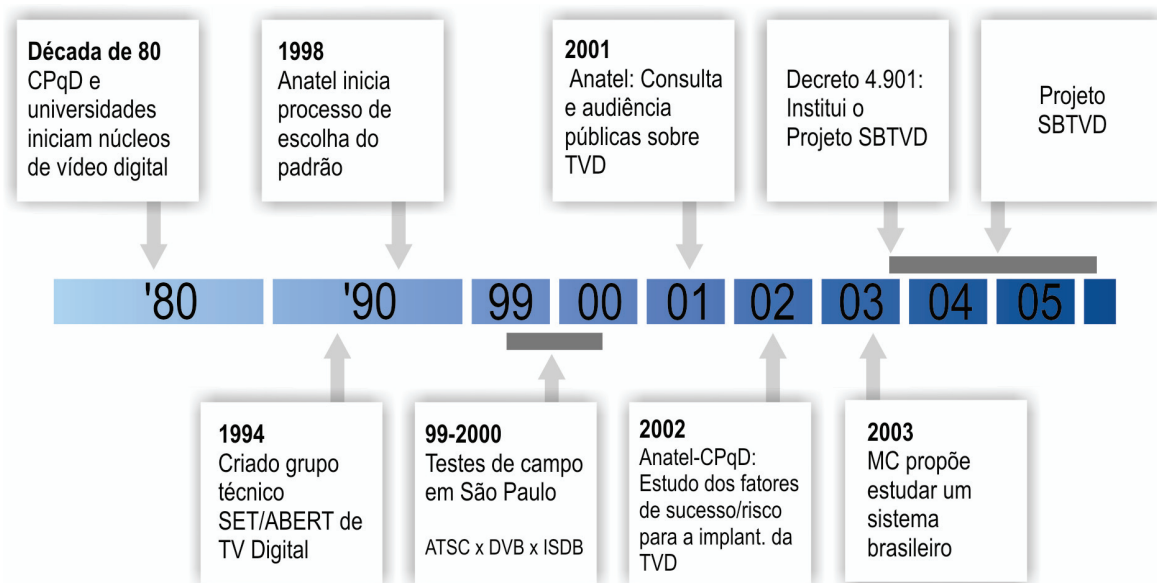 Década de 80
CPqD e
universidades
iniciam núcleos
de vídeo digital
1998
Anatel inicia
processo de
escolha do
padrão
2001
Anatel: Consulta
e audiência
públicas sobre
TVD
Decreto 4.901:
Institui o
Projeto SBTVD
Projeto
SBTVD
'80 '90 99 00 01 02 03 04 05
1994
Criado grupo
técnico
SET/ABERT de
TV Digital
99-2000
Testes de campo
em São Paulo
ATSC x DVB x ISDB
2002
Anatel-CPqD:
Estudo dos fatores
de sucesso/risco
para a implant. da
TVD
2003
MC propõe
estudar um
sistema
brasileiro